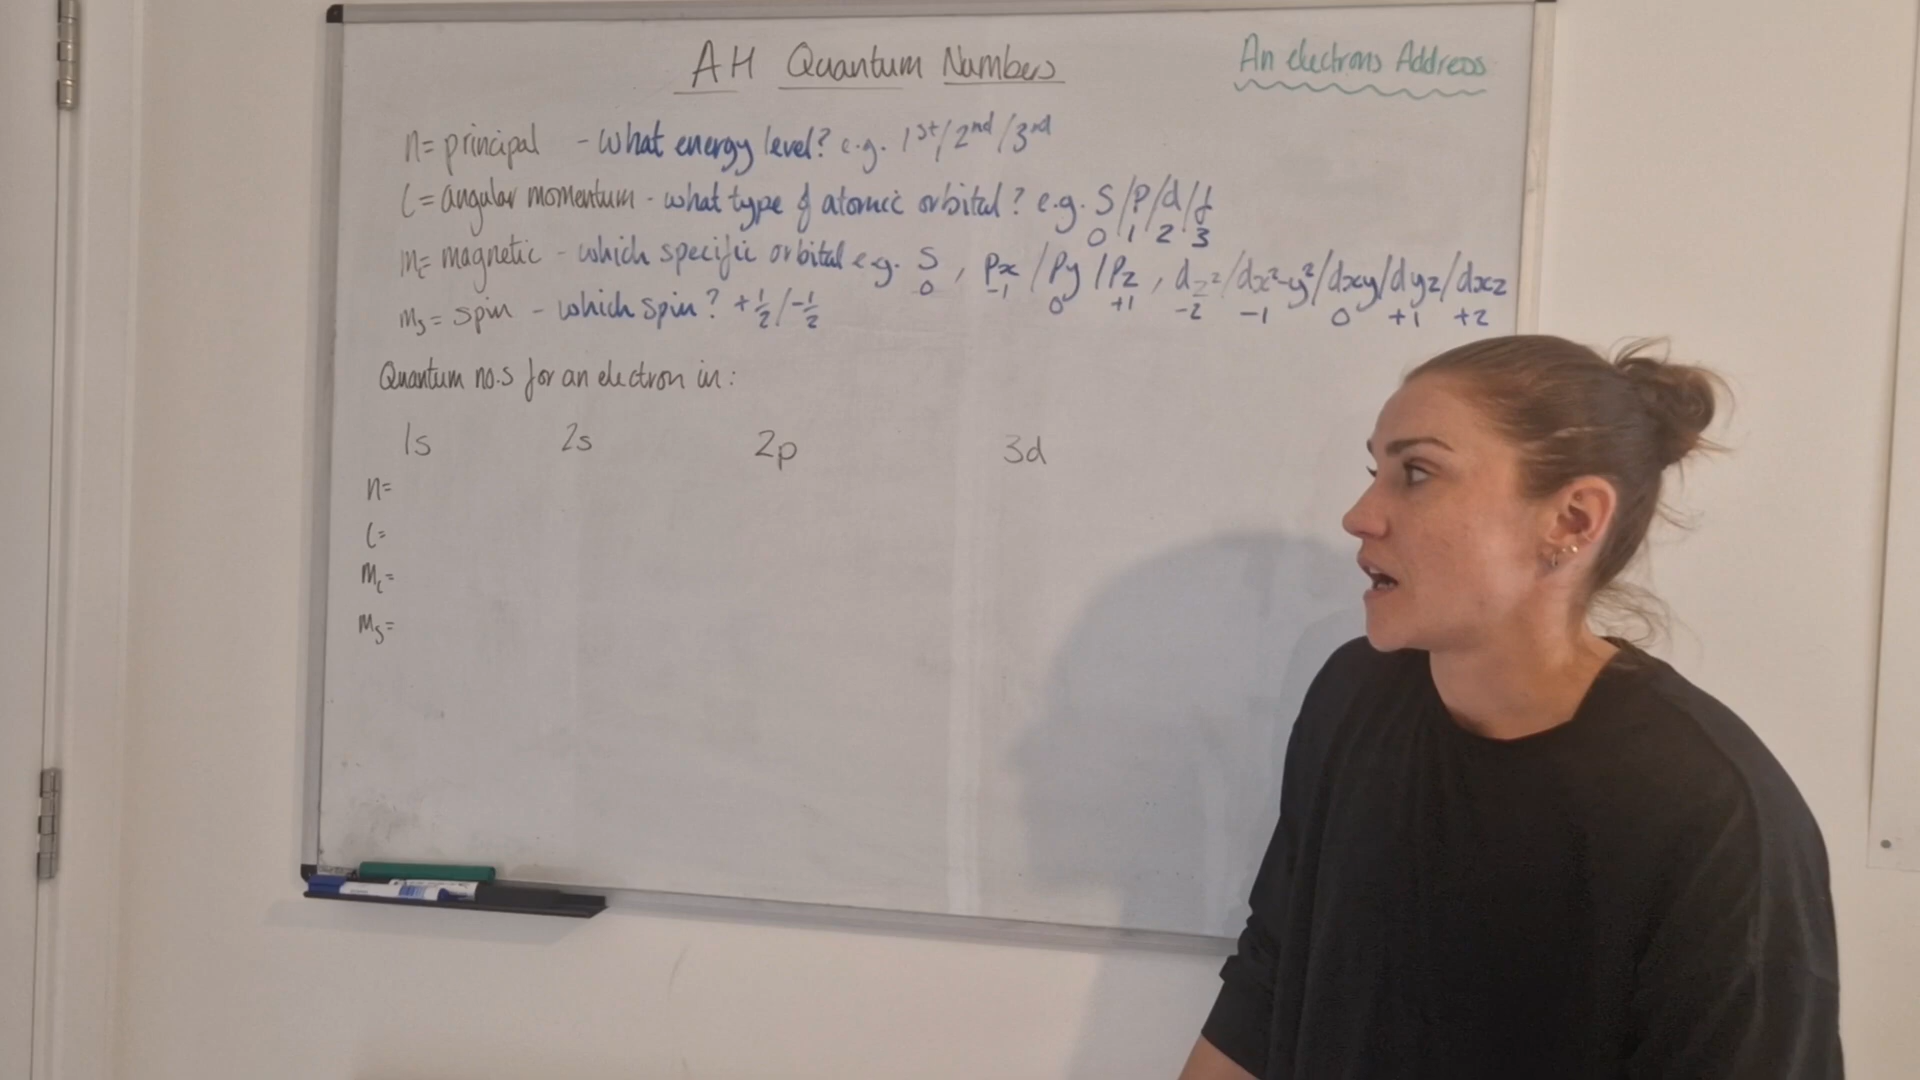 AH Quantum Numbers
An electrons Address
n= principal - What energy level? e.g. 1st/2nd/3rd
l= angular momentum - what type of atomic orbital? e.g. S/P/d/f
0 1 2 3
ml= magnetic - which specific orbital e.g. S, Px/Py/Pz, dz²/dx²-y²/dxy/dyz/dxz
0 -1 0 +1 -2 -1 0 +1 +2
ms= spin - which spin? +1/2/-1/2
Quantum no.s for an electron in:
1s 2s 2p 3d
n=
l=
ml=
ms=